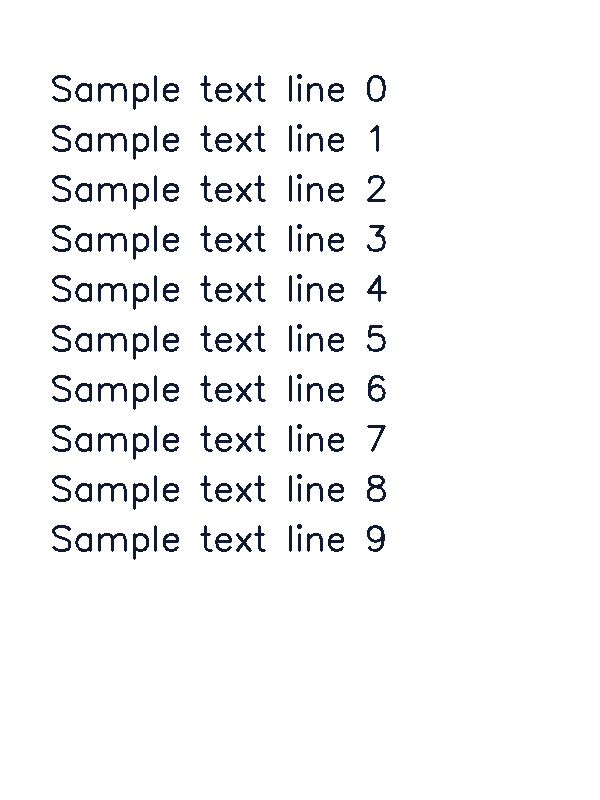 Sample text line 0
Sample text line 1
Sample text line 2
Sample text line 3
Sample text line 4
Sample text line 5
Sample text line 6
Sample text line 7
Sample text line 8
Sample text line 9